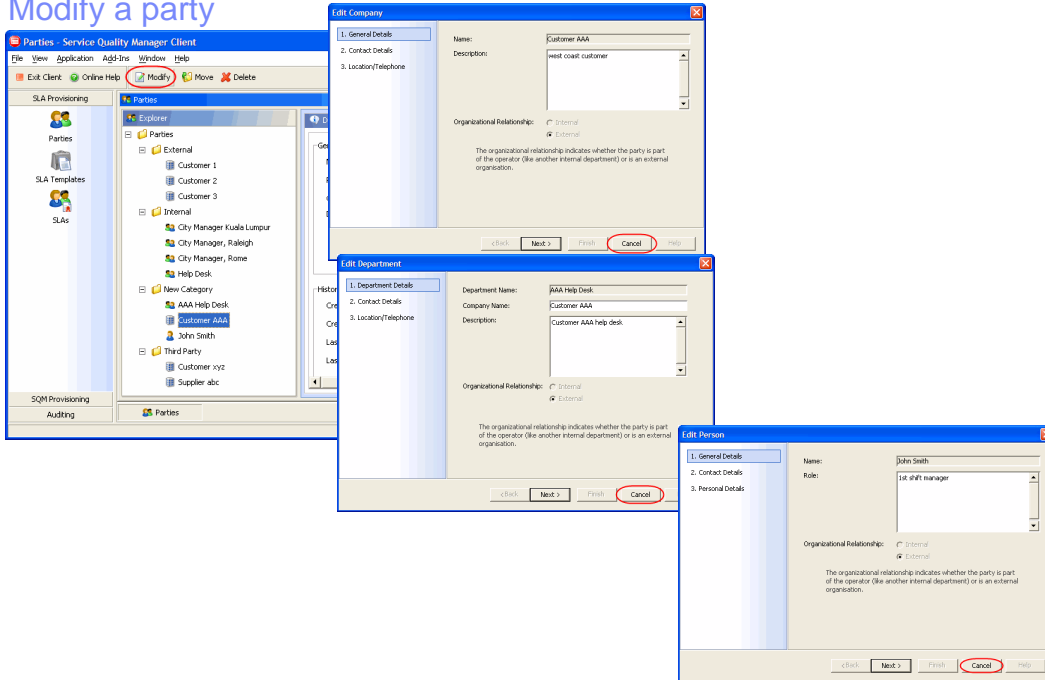 Modify a party
Parties - Service Quality Manager Client
File View Application Add-Ins Window Help
Exit Client Online Help Modify Move Delete
SLA Provisioning
Parties
SLA Templates
SLAs
SQM Provisioning
Auditing
Parties
Explorer
Parties
External
Customer 1
Customer 2
Customer 3
Internal
City Manager Kuala Lumpur
City Manager, Raleigh
City Manager, Rome
Help Desk
New Category
AAA Help Desk
Customer AAA
John Smith
Third Party
Customer xyz
Supplier abc
Parties
D
Ge
Histor
Cre
Cre
Las
Las
Edit Company
1. General Details
2. Contact Details
3. Location/Telephone
Name: Customer AAA
Description: west coast customer
Organizational Relationship: Internal
External
The organizational relationship indicates whether the party is part
of the operator (like another internal department) or is an external
organisation.
<Back Next > Finish Cancel Help
Edit Department
1. Department Details
2. Contact Details
3. Location/Telephone
Department Name: AAA Help Desk
Company Name: Customer AAA
Description: Customer AAA help desk
Organizational Relationship: Internal
External
The organizational relationship indicates whether the party is part
of the operator (like another internal department) or is an external
organisation.
<Back Next > Finish Cancel
Edit Person
1. General Details
2. Contact Details
3. Personal Details
Name: John Smith
Role: 1st shift manager
Organizational Relationship: Internal
External
The organizational relationship indicates whether the party is part
of the operator (like another internal department) or is an external
organisation.
<Back Next > Finish Cancel Help